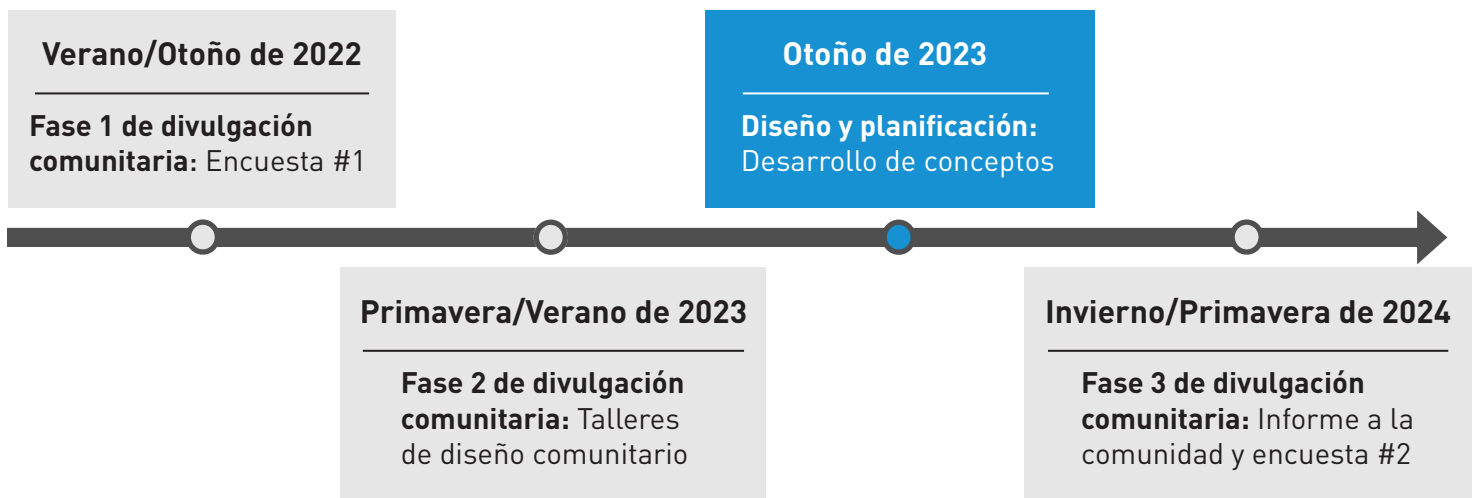 Verano/Otoño de 2022
Fase 1 de divulgación
comunitaria: Encuesta #1
Primavera/Verano de 2023
Fase 2 de divulgación
comunitaria: Talleres
de diseño comunitario
Otoño de 2023
Diseño y planificación:
Desarrollo de conceptos
Invierno/Primavera de 2024
Fase 3 de divulgación
comunitaria: Informe a la
comunidad y encuesta #2